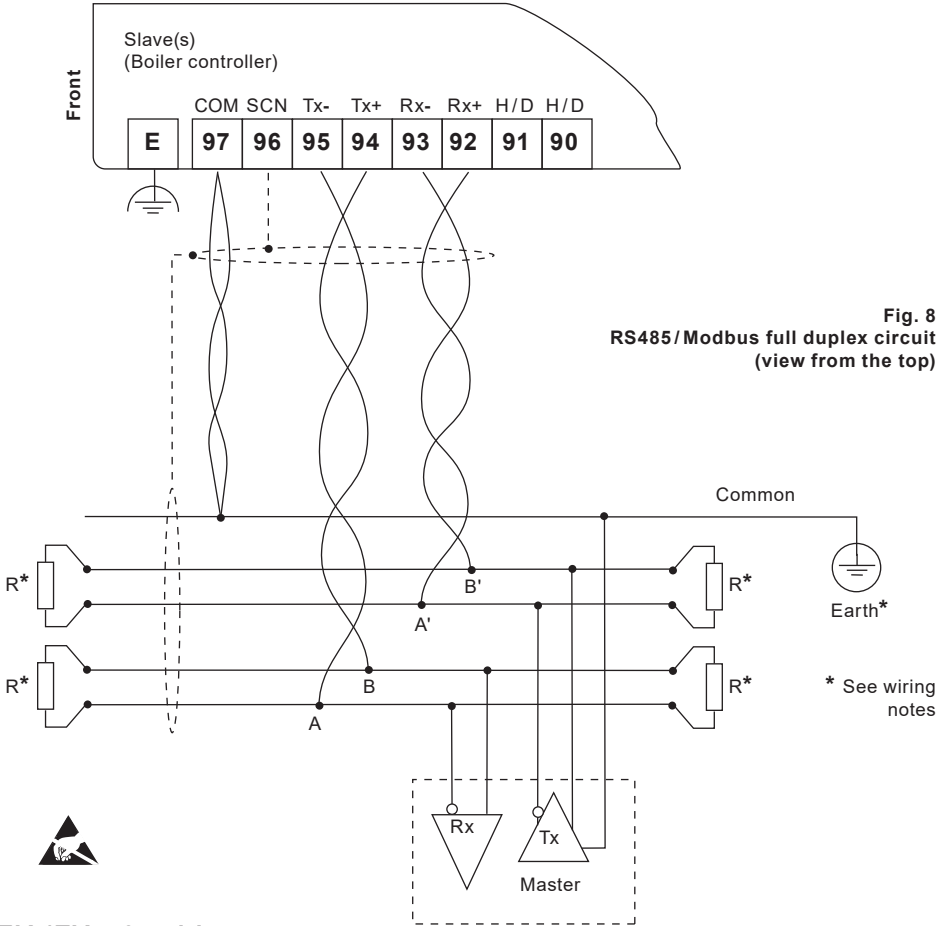 Slave(s)
(Boiler controller)
Front
COM SCN Tx- Tx+ Rx- Rx+ H/D H/D
E 97 96 95 94 93 92 91 90
Fig. 8
RS485/Modbus full duplex circuit
(view from the top)
Common
R*
B'
R*
A'
Earth*
R*
B
R*
* See wiring
notes
A
Rx
Tx
Master